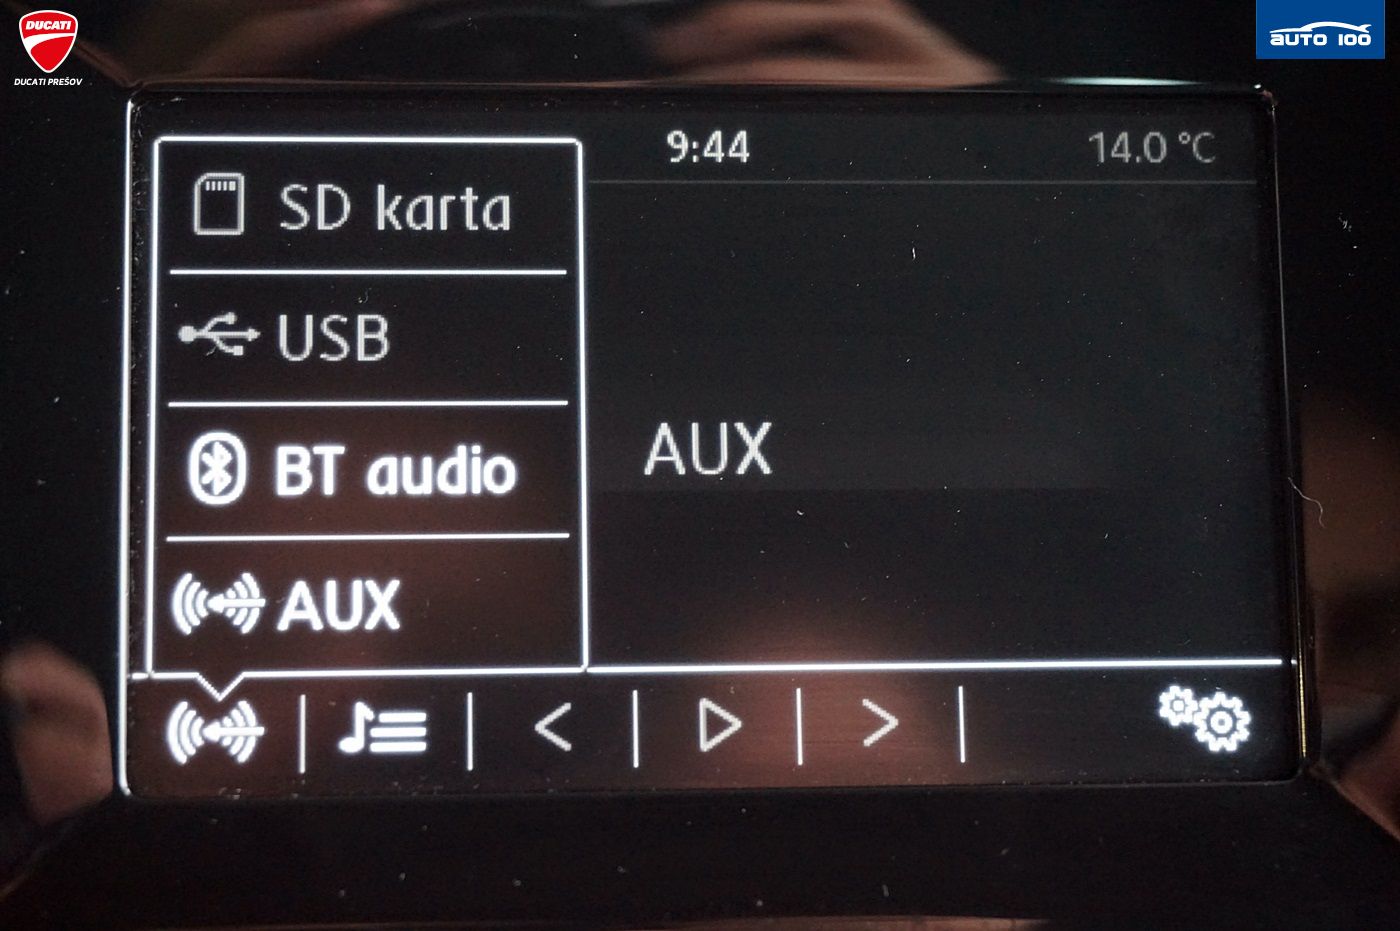 DUCATI
DUCATI PREŠOV
AUTO 100
9:44
14.0 °C
SD karta
USB
BT audio
AUX
AUX